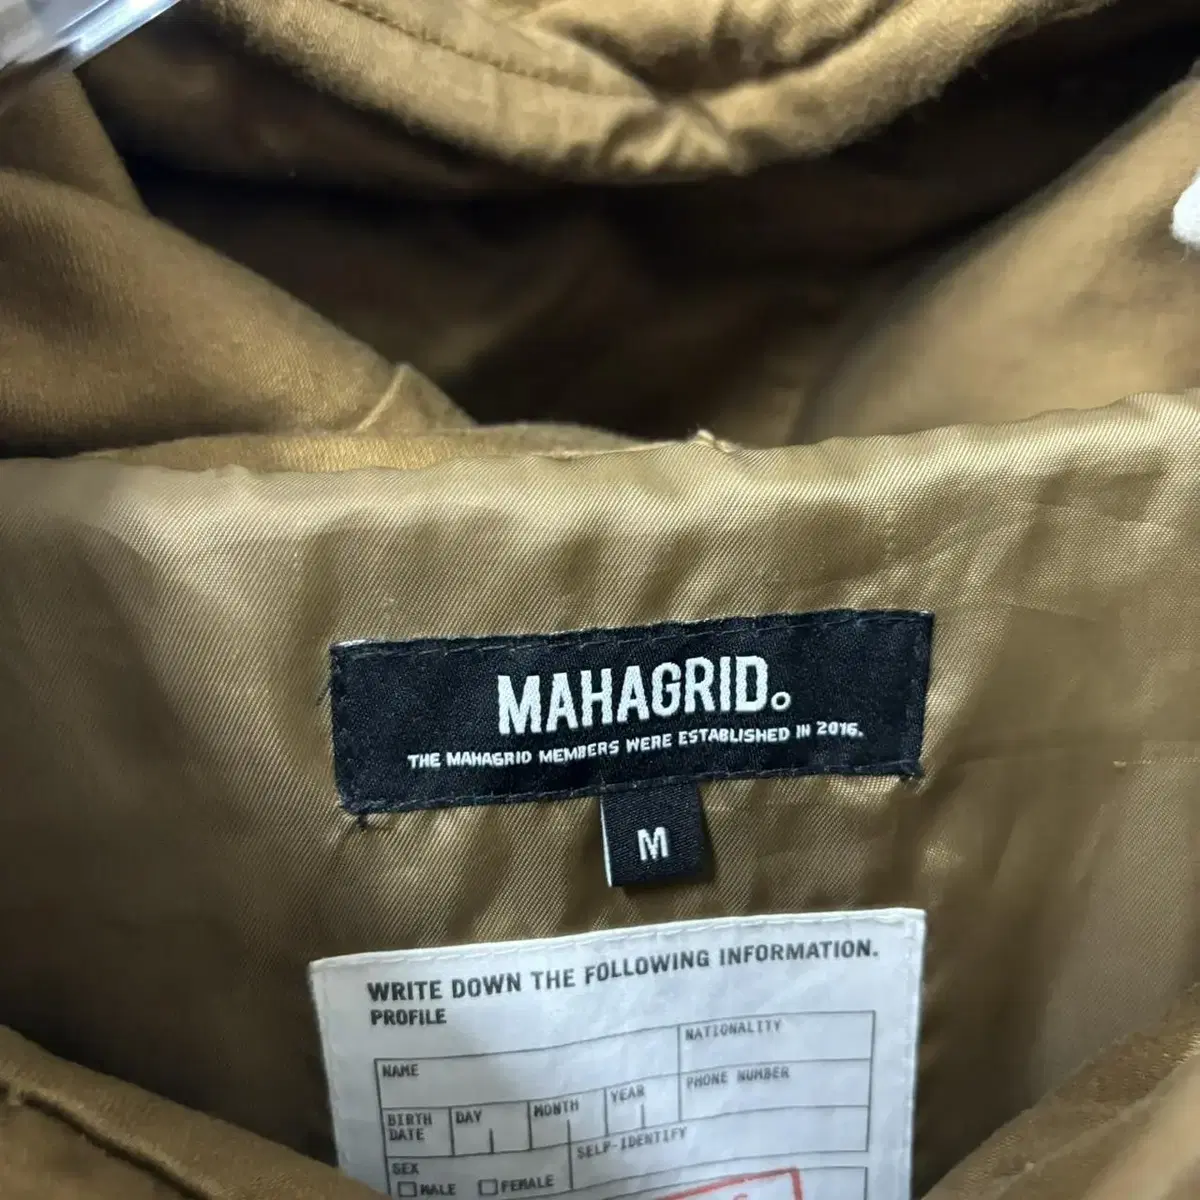 MAHAGRID.
THE MAHAGRID MEMBERS WERE ESTABLISHED IN 2016.
M
WRITE DOWN THE FOLLOWING INFORMATION.
PROFILE
NAME
NATIONALITY
BIRTH DATE
DAY
MONTH
YEAR
PHONE NUMBER
SEX
MALE
FEMALE
SELF-IDENTIFY